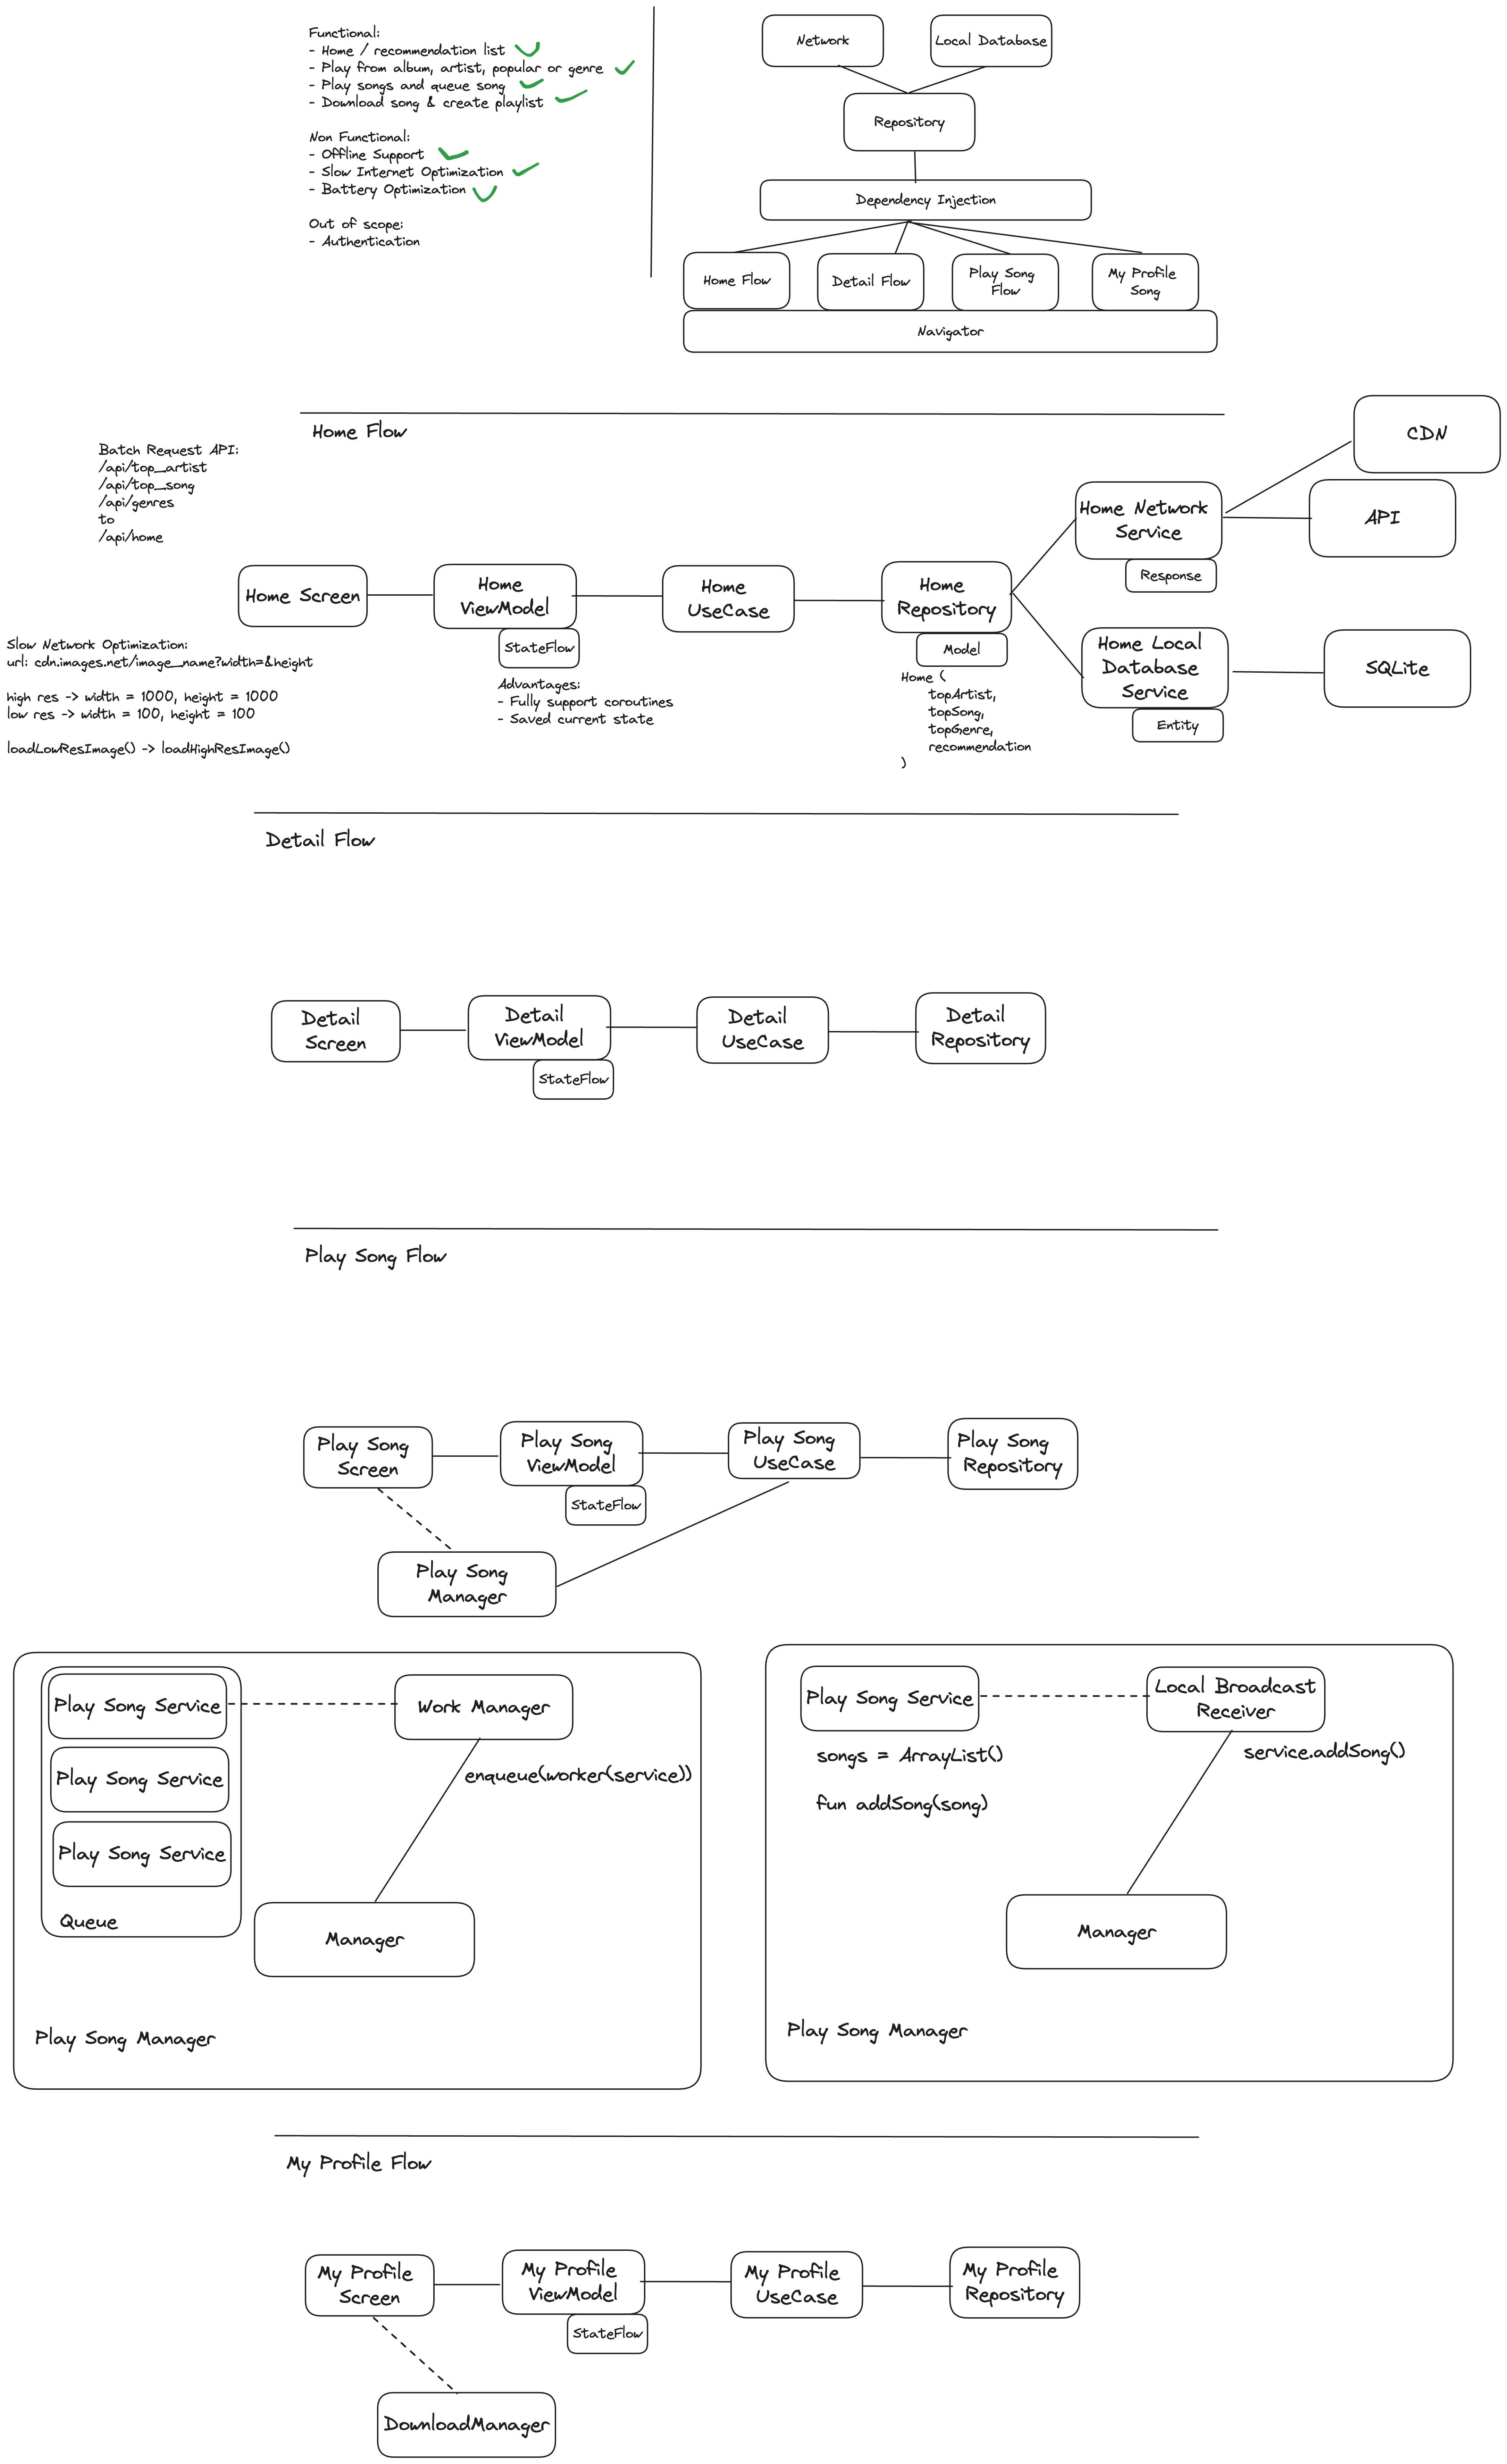 Functional:
- Home / recommendation list
- Play from album, artist, popular or genre
- Play songs and queue song
- Download song & create playlist
Non Functional:
- Offline Support
- Slow Internet Optimization
- Battery Optimization
Out of scope:
- Authentication
Network
Local Database
Repository
Dependency Injection
Home Flow
Detail Flow
Play Song
Flow
My Profile
Song
Navigator
Home Flow
Batch Request API:
/api/top_artist
/api/top_song
/api/genres
to
/api/home
CDN
Home Network
Service
API
Response
Home Screen
Home
ViewModel
Home
UseCase
Home
Repository
StateFlow
Model
Home Local
Database
Service
SQLite
Entity
Slow Network Optimization:
url: cdn.images.net/image_name?width=&height
high res -> width = 1000, height = 1000
low res -> width = 100, height = 100
loadLowResImage() -> loadHighResImage()
Advantages:
- Fully support coroutines
- Saved current state
Home (
topArtist,
topSong,
topGenre,
recommendation
)
Detail Flow
Detail
Screen
Detail
ViewModel
Detail
UseCase
Detail
Repository
StateFlow
Play Song Flow
Play Song
Screen
Play Song
ViewModel
Play Song
UseCase
Play Song
Repository
StateFlow
Play Song
Manager
Play Song Service
Work Manager
Play Song Service
enqueue(worker(service))
Play Song Service
Queue
Manager
Play Song Manager
Play Song Service
Local Broadcast
Receiver
songs = ArrayList()
service.addSong()
fun addSong(song)
Manager
Play Song Manager
My Profile Flow
My Profile
Screen
My Profile
ViewModel
My Profile
UseCase
My Profile
Repository
StateFlow
DownloadManager